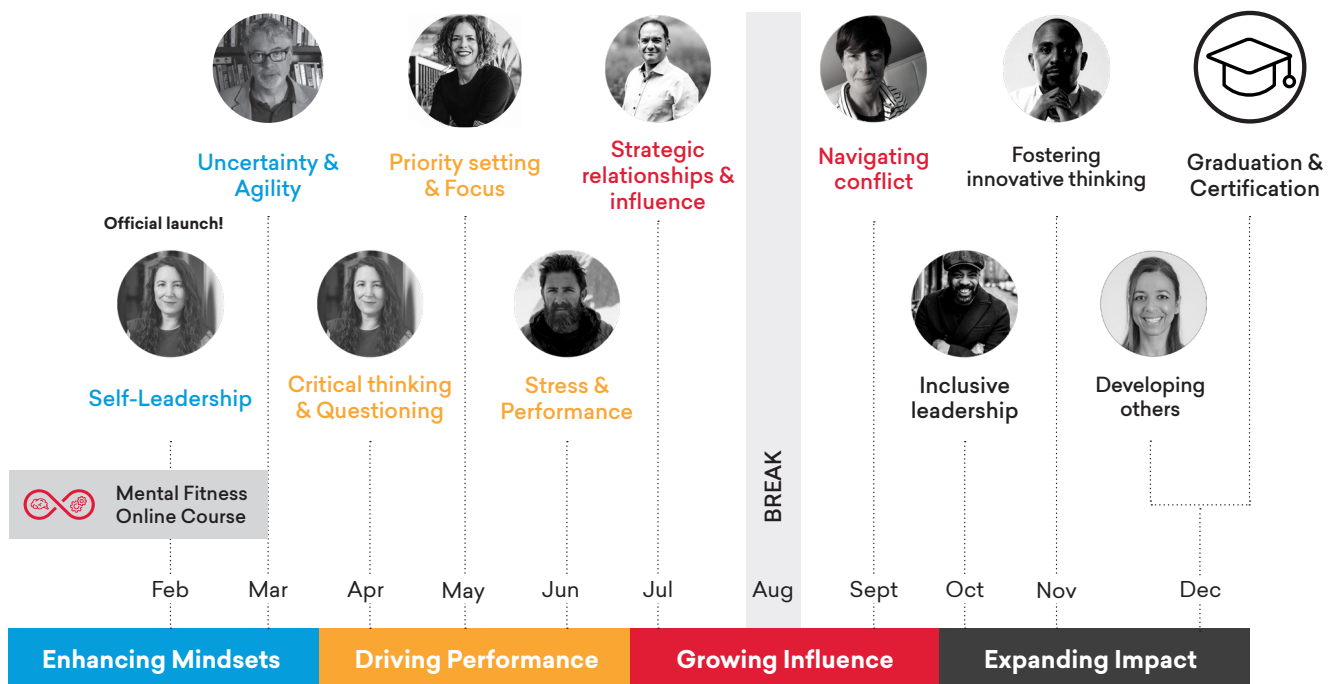 Uncertainty &
Agility
Priority setting
& Focus
Strategic
relationships &
influence
Navigating
conflict
Fostering
innovative thinking
Graduation &
Certification
Official launch!
Self-Leadership
Critical thinking
& Questioning
Stress &
Performance
Inclusive
leadership
Developing
others
Mental Fitness
Online Course
BREAK
Feb
Mar
Apr
May
Jun
Jul
Aug
Sept
Oct
Nov
Dec
Enhancing Mindsets
Driving Performance
Growing Influence
Expanding Impact